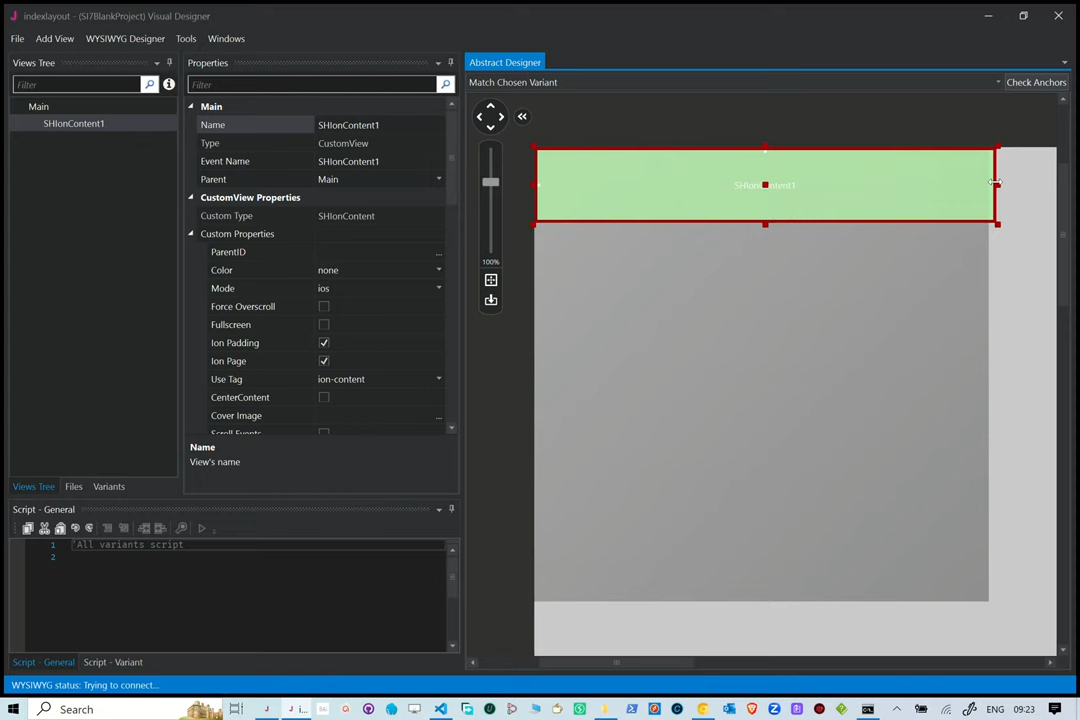 indexlayout - (SI7BlankProject) Visual Designer
File Add View WYSIWYG Designer Tools Windows
Views Tree
Filter
Main
SHIonContent1
Properties
Filter
Main
Name SHIonContent1
Type CustomView
Event Name SHIonContent1
Parent Main
CustomView Properties
Custom Type SHIonContent
Custom Properties
ParentID ...
Color none
Mode ios
Force Overscroll
Fullscreen
Ion Padding
Ion Page
Use Tag ion-content
CenterContent
Cover Image ...
Scroll Events
Name
View's name
Views Tree Files Variants
Script - General
1 'All variants script
2
Script - General Script - Variant
WYSIWYG status: Trying to connect...
Abstract Designer
Match Chosen Variant Check Anchors
100%
Search
ENG 09:23